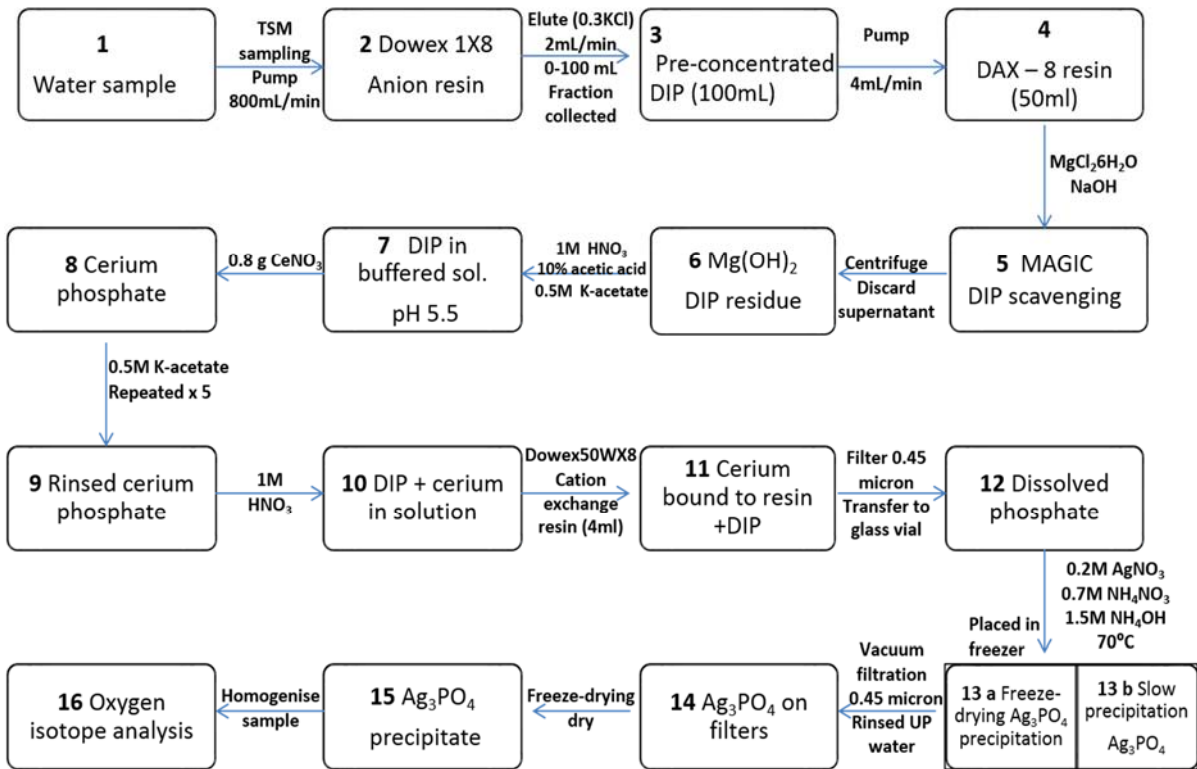 1
Water sample
TSM
sampling
Pump
800mL/min
2 Dowex 1X8
Anion resin
Elute (0.3KCl)
2mL/min
0-100 mL
Fraction
collected
3
Pre-concentrated
DIP (100mL)
Pump
4mL/min
4
DAX – 8 resin
(50ml)
MgCl₂6H₂O
NaOH
5 MAGIC
DIP scavenging
Centrifuge
Discard
supernatant
6 Mg(OH)₂
DIP residue
1M HNO₃
10% acetic acid
0.5M K-acetate
7 DIP in
buffered sol.
pH 5.5
0.8 g CeNO₃
8 Cerium
phosphate
0.5M K-acetate
Repeated x 5
9 Rinsed cerium
phosphate
1M
HNO₃
10 DIP + cerium
in solution
Dowex50WX8
Cation
exchange
resin (4ml)
11 Cerium
bound to resin
+DIP
Filter 0.45
micron
Transfer to
glass vial
12 Dissolved
phosphate
0.2M AgNO₃
0.7M NH₄NO₃
1.5M NH₄OH
70⁰C
Placed in
freezer
13 a Freeze-
drying Ag₃PO₄
precipitation
13 b Slow
precipitation
Ag₃PO₄
Vacuum
filtration
0.45 micron
Rinsed UP
water
14 Ag₃PO₄ on
filters
Freeze-drying
dry
15 Ag₃PO₄
precipitate
Homogenise
sample
16 Oxygen
isotope analysis